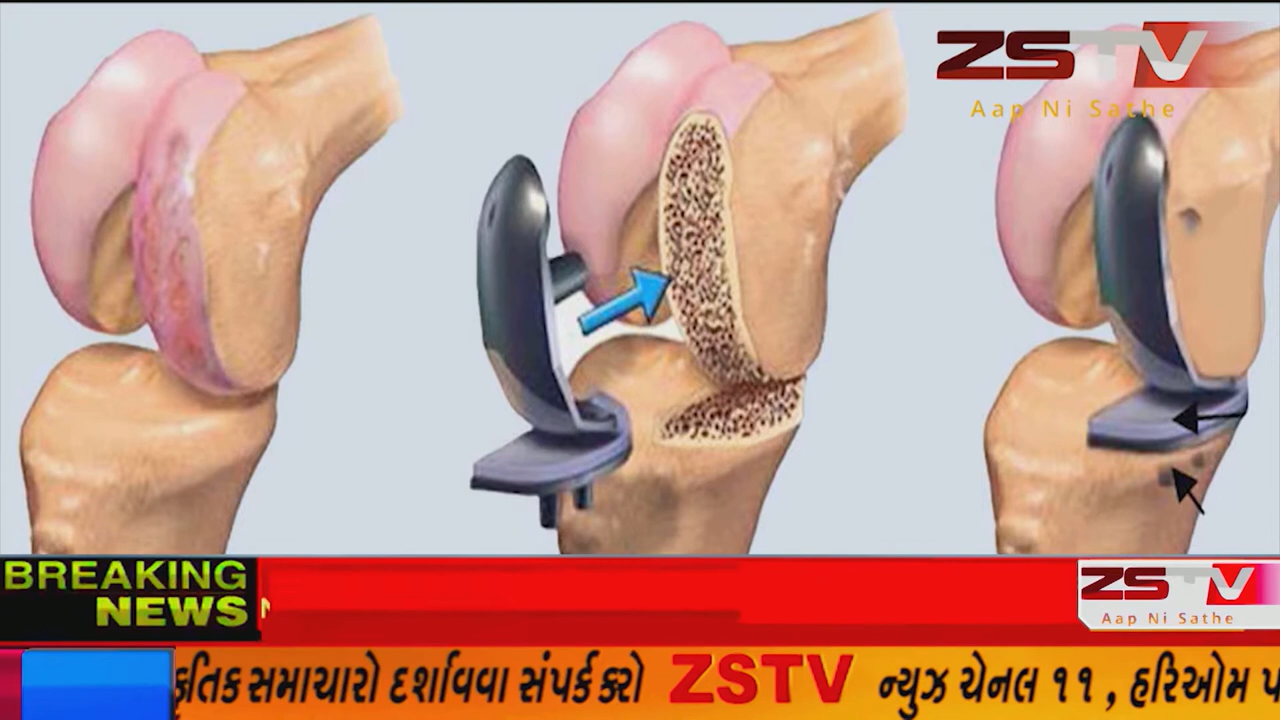 ZSTV
Aap Ni Sathe
BREAKING
NEWS
ZSTV
Aap Ni Sathe
કૃતિક સમાચારો દર્શાવવા સંપર્ક કરો ZSTV ન્યુઝ ચેનલ ૧૧ , હરિઓમ